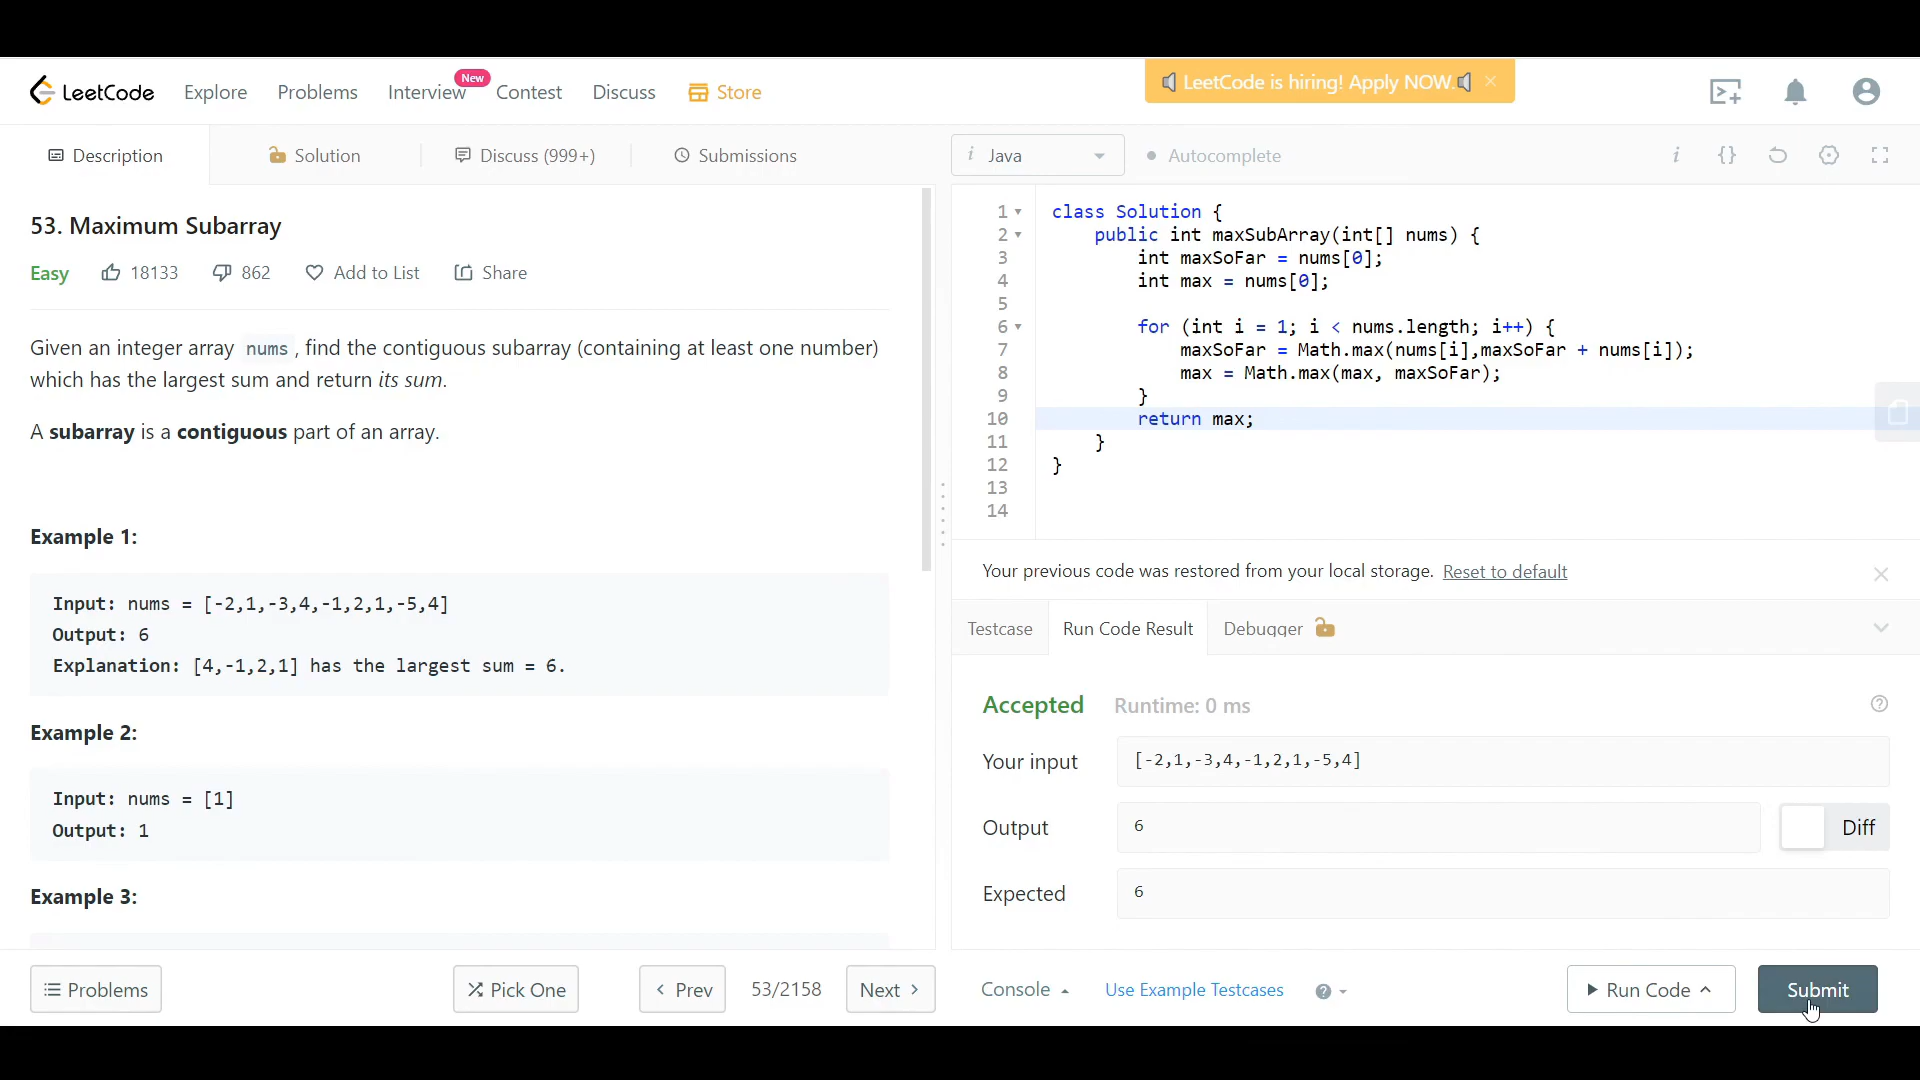 LeetCode Explore Problems Interview New Contest Discuss Store
LeetCode is hiring! Apply NOW. ×
Description Solution Discuss (999+) Submissions
53. Maximum Subarray
Easy 18133 862 Add to List Share
Given an integer array nums , find the contiguous subarray (containing at least one number)
which has the largest sum and return its sum.
A subarray is a contiguous part of an array.
Example 1:
Input: nums = [-2,1,-3,4,-1,2,1,-5,4]
Output: 6
Explanation: [4,-1,2,1] has the largest sum = 6.
Example 2:
Input: nums = [1]
Output: 1
Example 3:
Problems Pick One < Prev 53/2158 Next >
i Java Autocomplete i {}
1 class Solution {
2 public int maxSubArray(int[] nums) {
3 int maxSoFar = nums[0];
4 int max = nums[0];
5
6 for (int i = 1; i < nums.length; i++) {
7 maxSoFar = Math.max(nums[i],maxSoFar + nums[i]);
8 max = Math.max(max, maxSoFar);
9 }
10 return max;
11 }
12 }
13
14
Your previous code was restored from your local storage. Reset to default
Testcase Run Code Result Debugger
Accepted Runtime: 0 ms ?
Your input [-2,1,-3,4,-1,2,1,-5,4]
Output 6 Diff
Expected 6
Console Use Example Testcases ? Run Code Submit